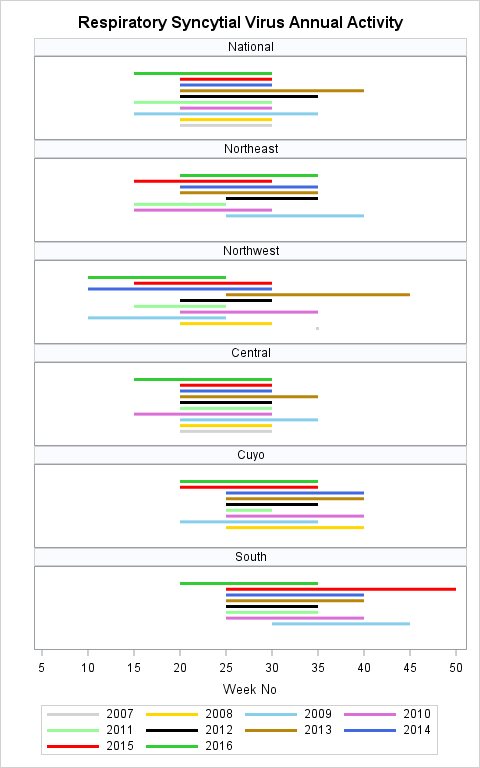 Respiratory Syncytial Virus Annual Activity
National
Northeast
Northwest
Central
Cuyo
South
5 10 15 20 25 30 35 40 45 50
Week No
2007 2008 2009 2010
2011 2012 2013 2014
2015 2016